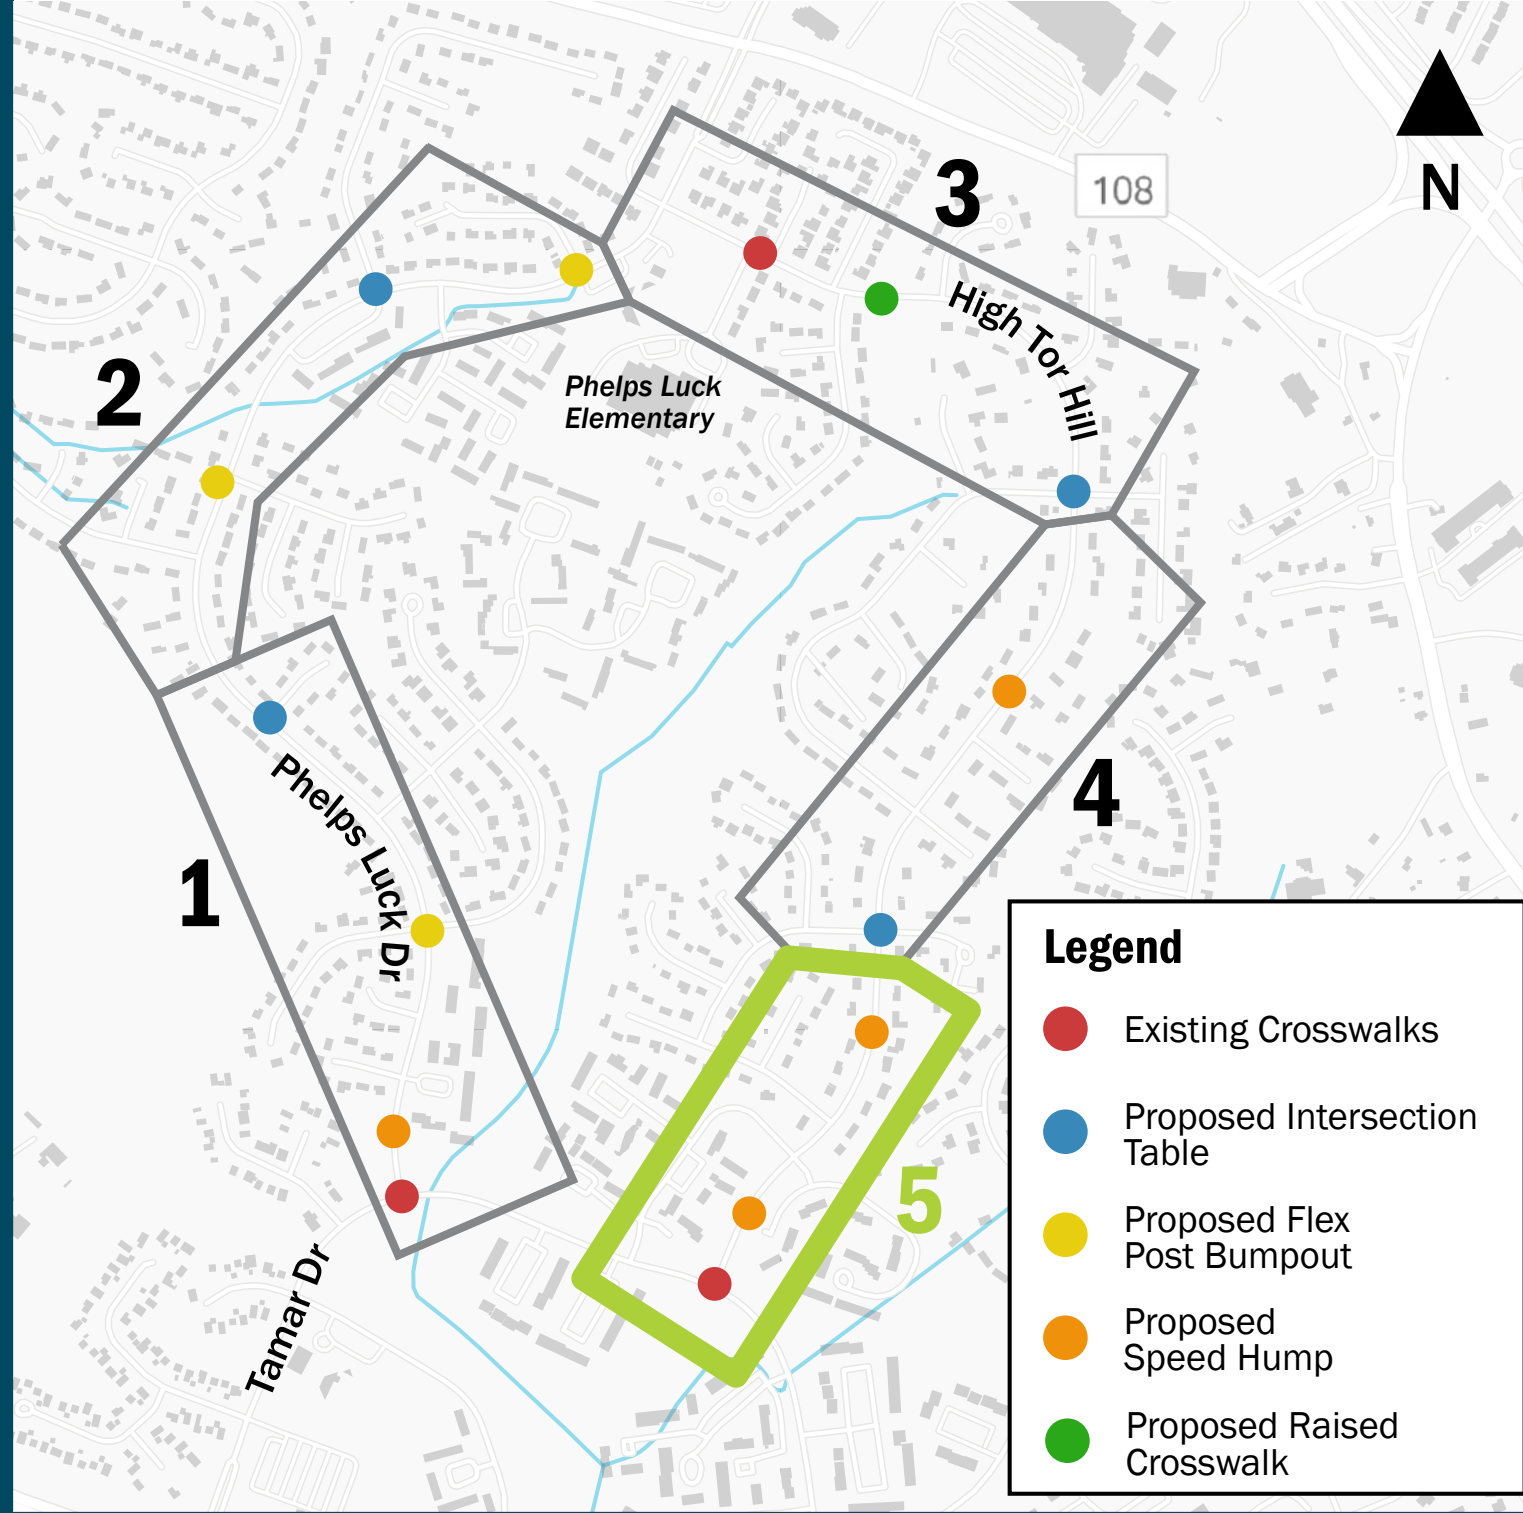 108
N
3
High Tor Hill
2
Phelps Luck
Elementary
4
Phelps Luck Dr
1
5
Tamar Dr
Legend
Existing Crosswalks
Proposed Intersection
Table
Proposed Flex
Post Bumpout
Proposed
Speed Hump
Proposed Raised
Crosswalk